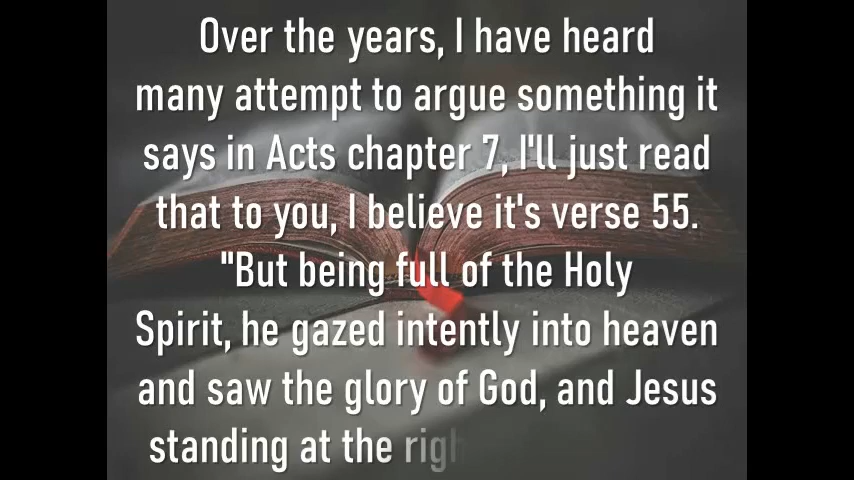 Over the years, I have heard
many attempt to argue something it
says in Acts chapter 7, I'll just read
that to you, I believe it's verse 55.
"But being full of the Holy
Spirit, he gazed intently into heaven
and saw the glory of God, and Jesus
standing at the